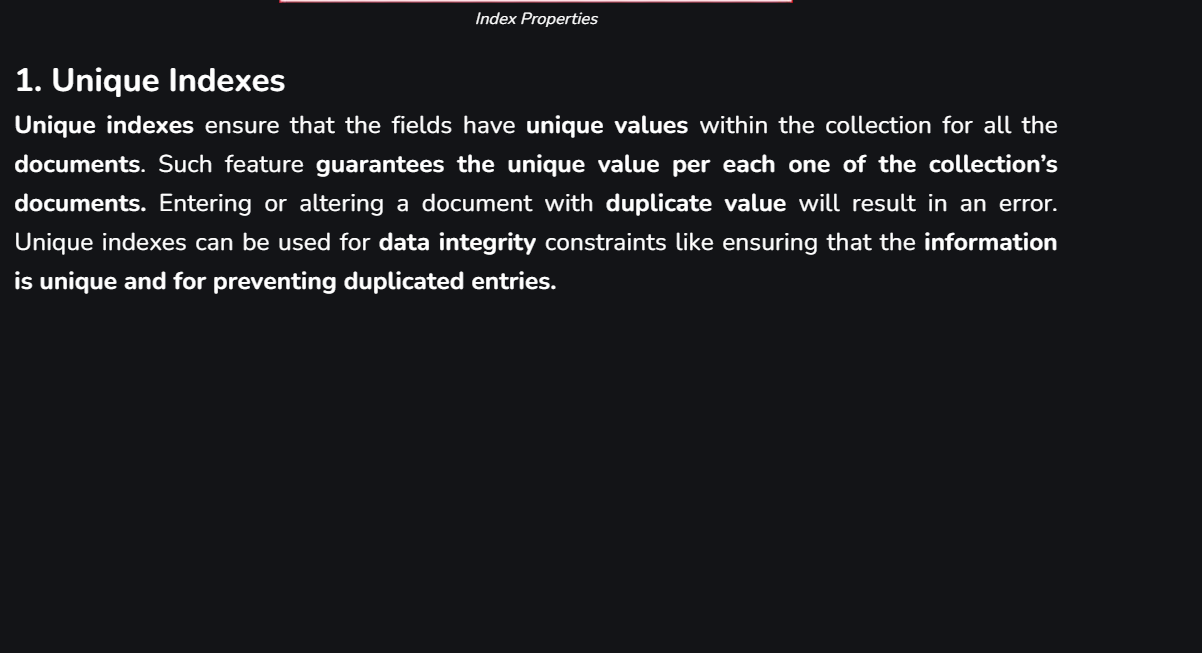 Index Properties
1. Unique Indexes
Unique indexes ensure that the fields have unique values within the collection for all the
documents. Such feature guarantees the unique value per each one of the collection’s
documents. Entering or altering a document with duplicate value will result in an error.
Unique indexes can be used for data integrity constraints like ensuring that the information
is unique and for preventing duplicated entries.